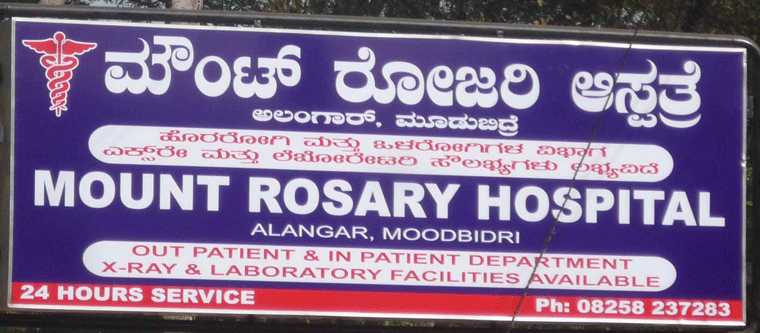 ಮೌಂಟ್ ರೋಜರಿ ಆಸ್ಪತ್ರೆ
ಅಲಂಗಾರ್, ಮೂಡುಬಿದ್ರೆ
ಹೊರರೋಗಿ ಮತ್ತು ಒಳರೋಗಿಗಳ ವಿಭಾಗ
ಎಕ್ಸ್‌ರೇ ಮತ್ತು ಲೆಬೋರೇಟರಿ ಸೌಲಭ್ಯಗಳು ಲಭ್ಯವಿದೆ
MOUNT ROSARY HOSPITAL
ALANGAR, MOODBIDRI
OUT PATIENT & IN PATIENT DEPARTMENT
X-RAY & LABORATORY FACILITIES AVAILABLE
24 HOURS SERVICE Ph: 08258 237283